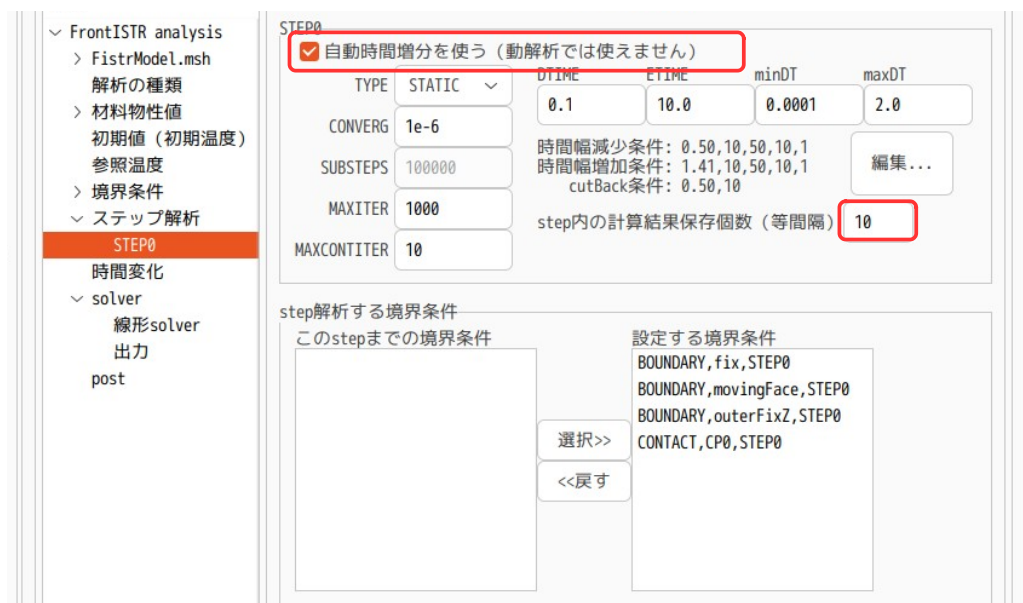 FrontISTR analysis
FistrModel.msh
解析の種類
材料物性値
初期値（初期温度）
参照温度
境界条件
ステップ解析
STEP0
時間変化
solver
線形solver
出力
post
STEP0
自動時間増分を使う（動解析では使えません）
TYPE STATIC
CONVERG 1e-6
SUBSTEPS 100000
MAXITER 1000
MAXCONTITER 10
DTIME ETIME minDT maxDT
0.1 10.0 0.0001 2.0
時間幅減少条件: 0.50,10,50,10,1
時間幅増加条件: 1.41,10,50,10,1
cutBack条件: 0.50,10
編集...
step内の計算結果保存個数（等間隔） 10
step解析する境界条件
このstepまでの境界条件
設定する境界条件
BOUNDARY,fix,STEP0
BOUNDARY,movingFace,STEP0
BOUNDARY,outerFixZ,STEP0
CONTACT,CP0,STEP0
選択>>
<<戻す